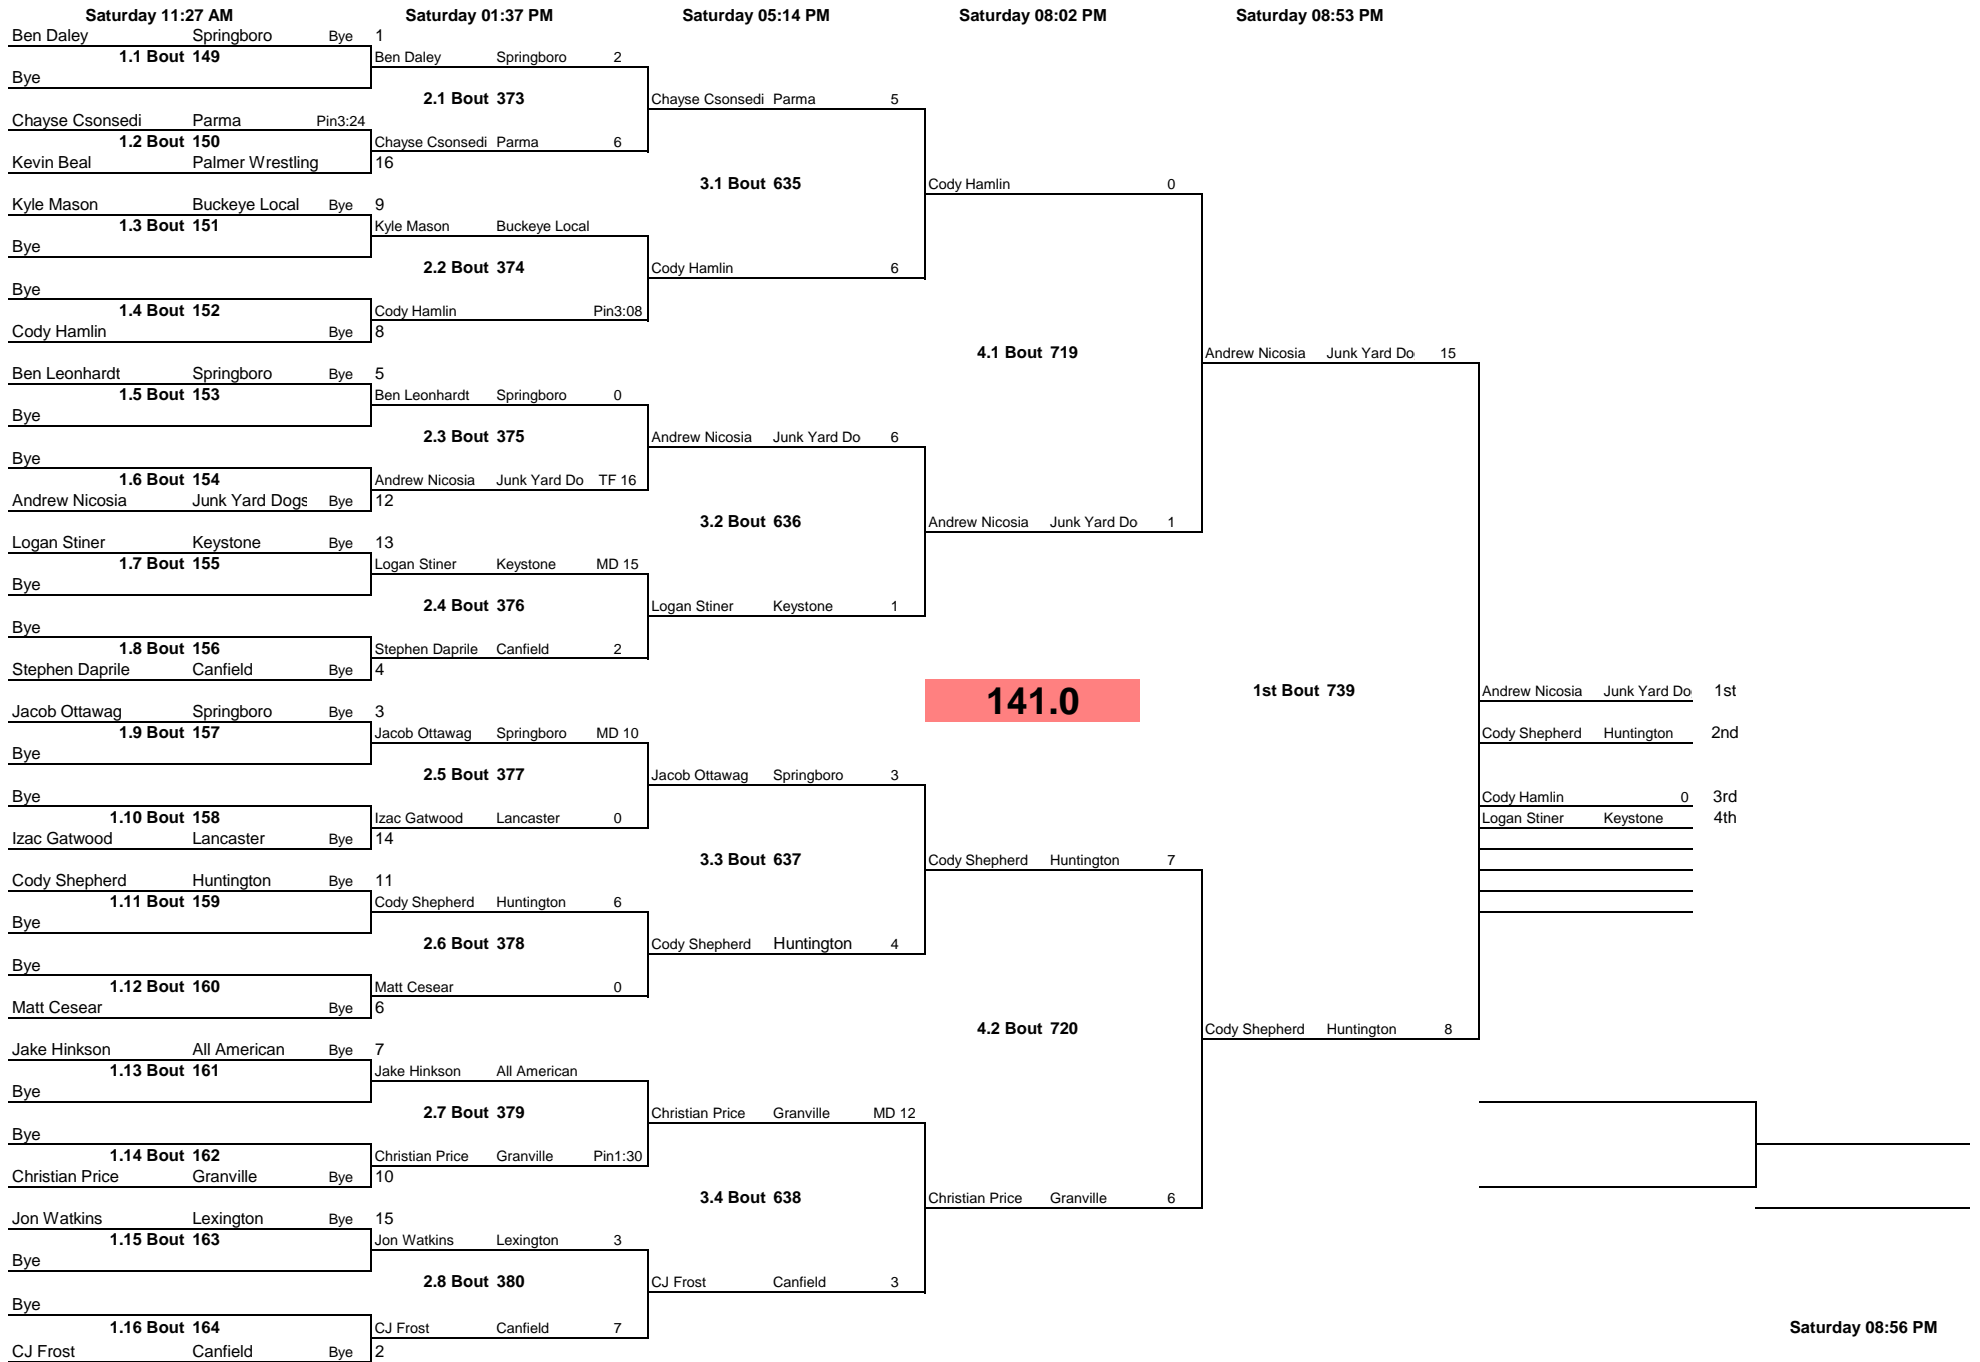 Saturday 11:27 AM Saturday 01:37 PM Saturday 05:14 PM Saturday 08:02 PM Saturday 08:53 PM
Ben Daley Springboro Bye 1
1.1 Bout 149 Ben Daley Springboro 2
Bye
2.1 Bout 373 Chayse Csonsedi Parma 5
Chayse Csonsedi Parma Pin3:24
1.2 Bout 150 Chayse Csonsedi Parma 6
Kevin Beal Palmer Wrestling 16
3.1 Bout 635 Cody Hamlin 0
Kyle Mason Buckeye Local Bye 9
1.3 Bout 151 Kyle Mason Buckeye Local
Bye
2.2 Bout 374 Cody Hamlin 6
Bye
1.4 Bout 152 Cody Hamlin Pin3:08
Cody Hamlin Bye 8
4.1 Bout 719 Andrew Nicosia Junk Yard Do 15
Ben Leonhardt Springboro Bye 5
1.5 Bout 153 Ben Leonhardt Springboro 0
Bye
2.3 Bout 375 Andrew Nicosia Junk Yard Do 6
Bye
1.6 Bout 154 Andrew Nicosia Junk Yard Do TF 16
Andrew Nicosia Junk Yard Dogs Bye 12
3.2 Bout 636 Andrew Nicosia Junk Yard Do 1
Logan Stiner Keystone Bye 13
1.7 Bout 155 Logan Stiner Keystone MD 15
Bye
2.4 Bout 376 Logan Stiner Keystone 1
Bye
1.8 Bout 156 Stephen Daprile Canfield 2
Stephen Daprile Canfield Bye 4
141.0 1st Bout 739 Andrew Nicosia Junk Yard Do 1st
Jacob Ottawag Springboro Bye 3
1.9 Bout 157 Jacob Ottawag Springboro MD 10 Cody Shepherd Huntington 2nd
Bye
2.5 Bout 377 Jacob Ottawag Springboro 3
Bye Cody Hamlin 0 3rd
1.10 Bout 158 Izac Gatwood Lancaster 0 Logan Stiner Keystone 4th
Izac Gatwood Lancaster Bye 14
3.3 Bout 637 Cody Shepherd Huntington 7
Cody Shepherd Huntington Bye 11
1.11 Bout 159 Cody Shepherd Huntington 6
Bye
2.6 Bout 378 Cody Shepherd Huntington 4
Bye
1.12 Bout 160 Matt Cesear 0
Matt Cesear Bye 6
4.2 Bout 720 Cody Shepherd Huntington 8
Jake Hinkson All American Bye 7
1.13 Bout 161 Jake Hinkson All American
Bye
2.7 Bout 379 Christian Price Granville MD 12
Bye
1.14 Bout 162 Christian Price Granville Pin1:30
Christian Price Granville Bye 10
3.4 Bout 638 Christian Price Granville 6
Jon Watkins Lexington Bye 15
1.15 Bout 163 Jon Watkins Lexington 3
Bye
2.8 Bout 380 CJ Frost Canfield 3
Bye
1.16 Bout 164 CJ Frost Canfield 7 Saturday 08:56 PM
CJ Frost Canfield Bye 2